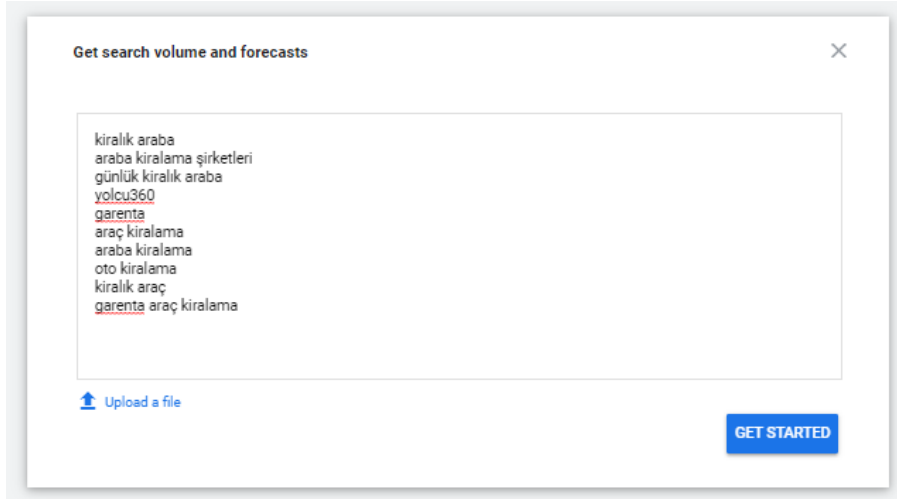 Get search volume and forecasts
kiralık araba
araba kiralama şirketleri
günlük kiralık araba
yolcu360
garenta
araç kiralama
araba kiralama
oto kiralama
kiralık araç
garenta araç kiralama
Upload a file
GET STARTED